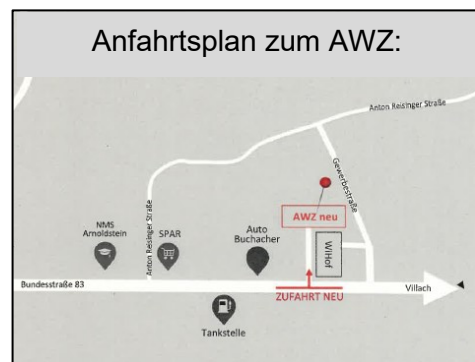 Anfahrtsplan zum AWZ:
Anton Reisinger Straße
Gewerbestraße
AWZ neu
WIHof
NMS
Arnoldstein
Anton Reisinger Straße
SPAR
Auto
Buchacher
Bundesstraße 83
Villach
ZUFAHRT NEU
Tankstelle